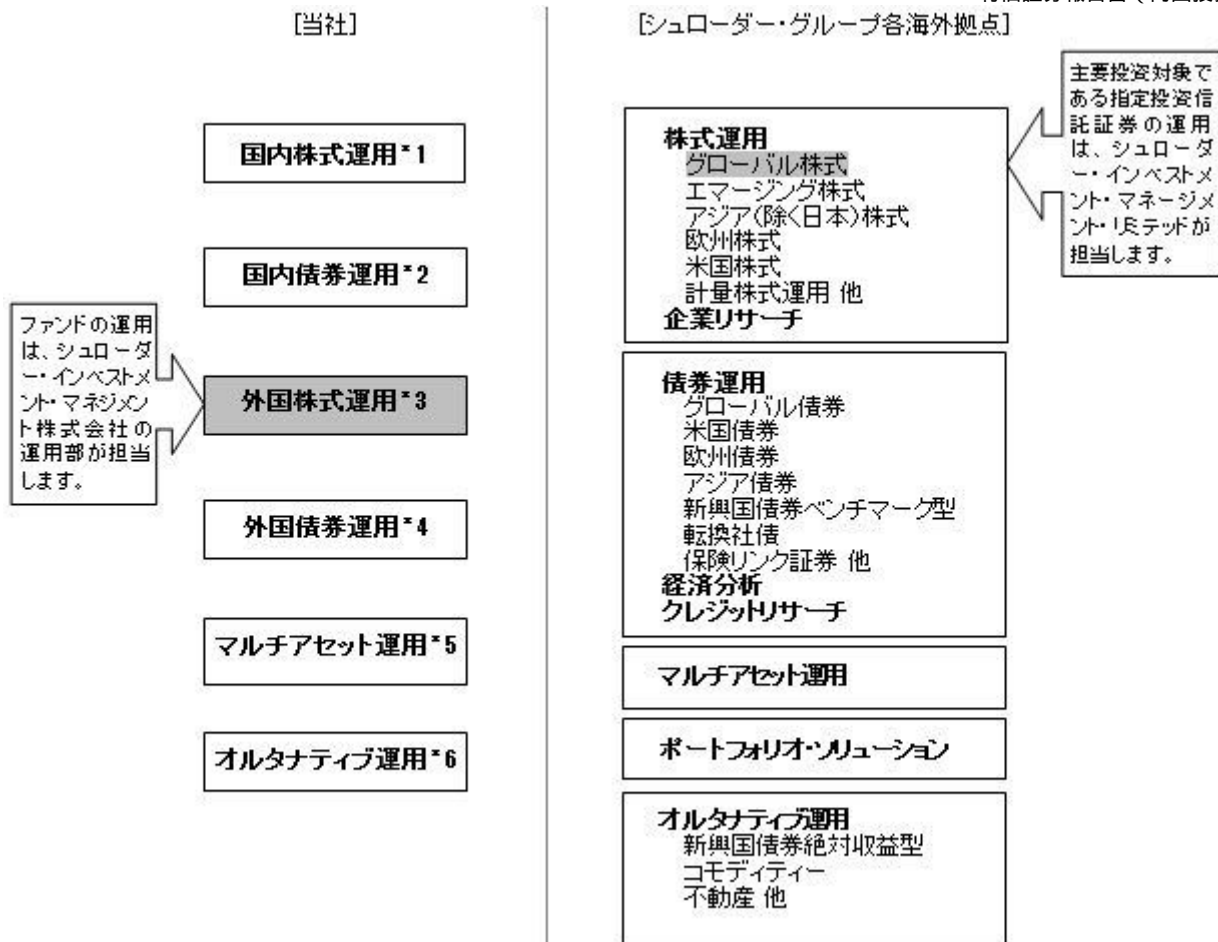 [当社]
[シュローダー・グループ各海外拠点]
国内株式運用*1
国内債券運用*2
ファンドの運用
は、シュローダ
ー・インベストメ
ント・マネジメン
ト株式会社の
運用部が担当
します。
外国株式運用*3
外国債券運用*4
マルチアセット運用*5
オルタナティブ運用*6
株式運用
グローバル株式
エマージング株式
アジア(除く日本)株式
欧州株式
米国株式
計量株式運用 他
企業リサーチ
主要投資対象で
ある指定投資信
託証券の運用
は、シュローダ
ー・インベストメ
ント・マネージメ
ント・リミテッドが
担当します。
債券運用
グローバル債券
米国債券
欧州債券
アジア債券
新興国債券ベンチマーク型
転換社債
保険リンク証券 他
経済分析
クレジットリサーチ
マルチアセット運用
ポートフォリオ・ソリューション
オルタナティブ運用
新興国債券絶対収益型
コモディティー
不動産 他